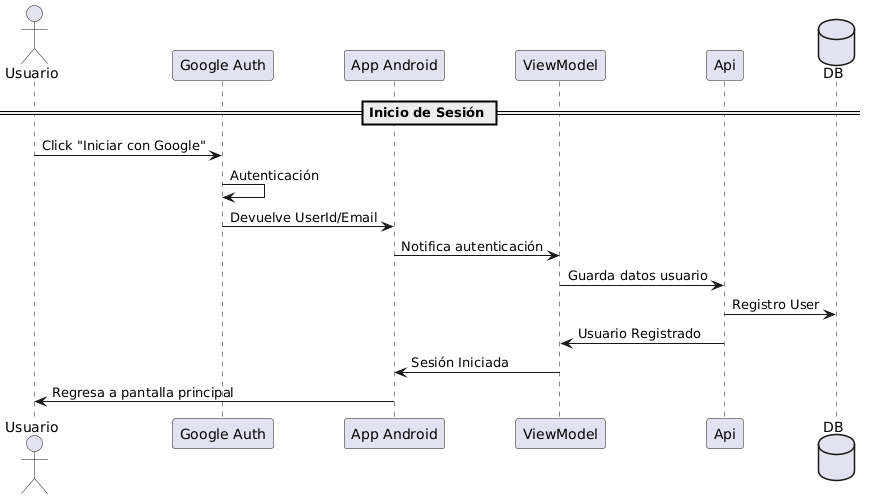 Usuario
Google Auth
App Android
ViewModel
Api
DB
Inicio de Sesión
Click "Iniciar con Google"
Autenticación
Devuelve UserId/Email
Notifica autenticación
Guarda datos usuario
Registro User
Usuario Registrado
Sesión Iniciada
Regresa a pantalla principal
Usuario
Google Auth
App Android
ViewModel
Api
DB